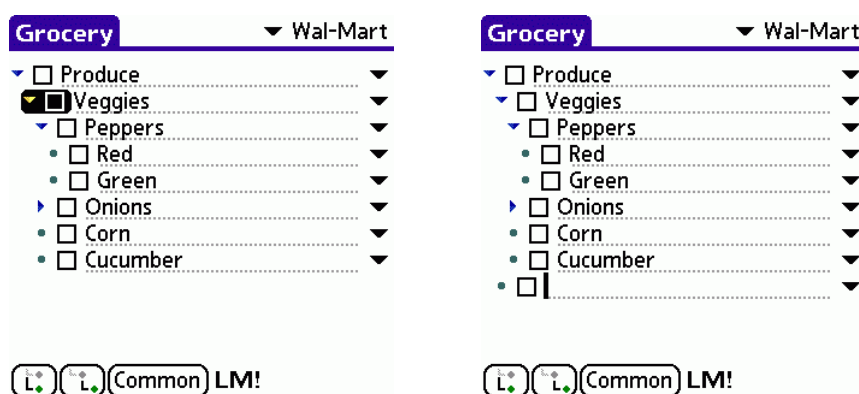 Grocery Wal-Mart
Produce
Veggies
Peppers
Red
Green
Onions
Corn
Cucumber
Common LM!
Grocery Wal-Mart
Produce
Veggies
Peppers
Red
Green
Onions
Corn
Cucumber
Common LM!